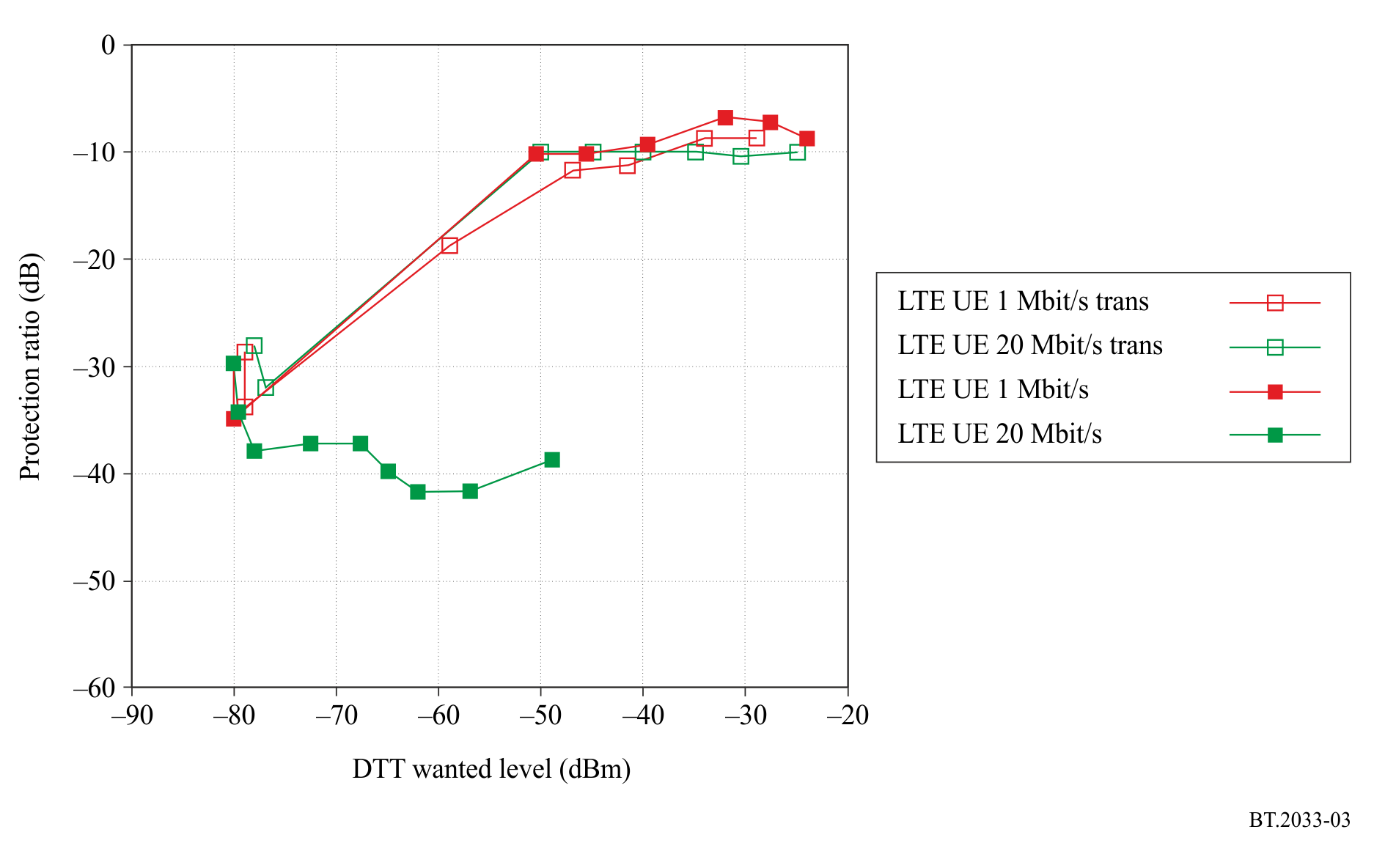 0
–10
–20
–30
–40
–50
–60
–90
–80
–70
–60
–50
–40
–30
–20
Protection ratio (dB)
DTT wanted level (dBm)
LTE UE 1 Mbit/s trans
LTE UE 20 Mbit/s trans
LTE UE 1 Mbit/s
LTE UE 20 Mbit/s
BT.2033-03